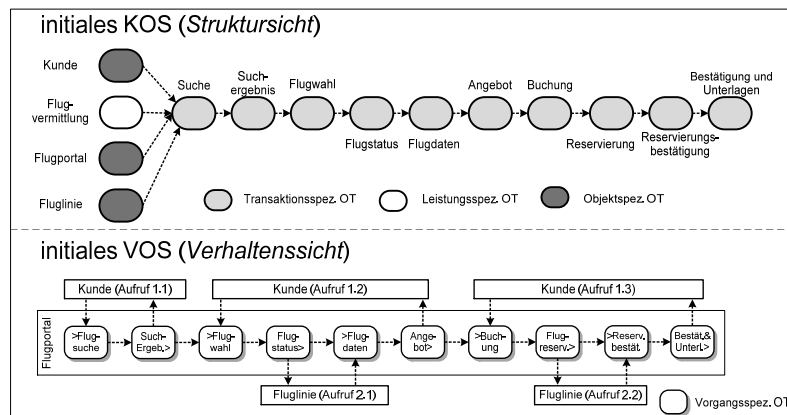 initiales KOS (Struktursicht)
Kunde
Flug-
vermittlung
Flugportal
Fluglinie
Suche
Such-
ergebnis
Flugwahl
Flugstatus
Flugdaten
Angebot
Buchung
Reservierung
Reservierungs-
bestätigung
Bestätigung und
Unterlagen
Transaktionsspez. OT
Leistungsspez. OT
Objektspez. OT
initiales VOS (Verhaltenssicht)
Kunde (Aufruf 1.1)
Kunde (Aufruf 1.2)
Kunde (Aufruf 1.3)
Flugportal
>Flug-
suche
Such-
Ergeb.>
>Flug-
wahl
Flug-
status>
>Flug-
daten
Ange-
bot>
>Buch-
ung
Flug-
reserv.>
>Reserv.
bestät.
Bestät.&
Unterl.>
Fluglinie (Aufruf 2.1)
Fluglinie (Aufruf 2.2)
Vorgangsspez. OT